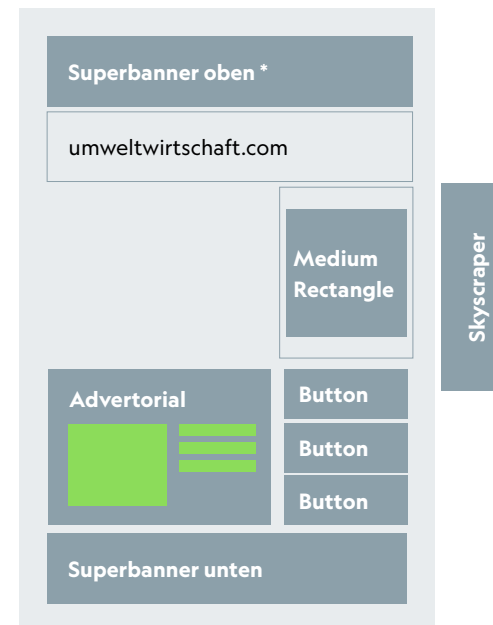 Superbanner oben *
umweltwirtschaft.com
Medium
Rectangle
Skyscraper
Advertorial
Button
Button
Button
Superbanner unten